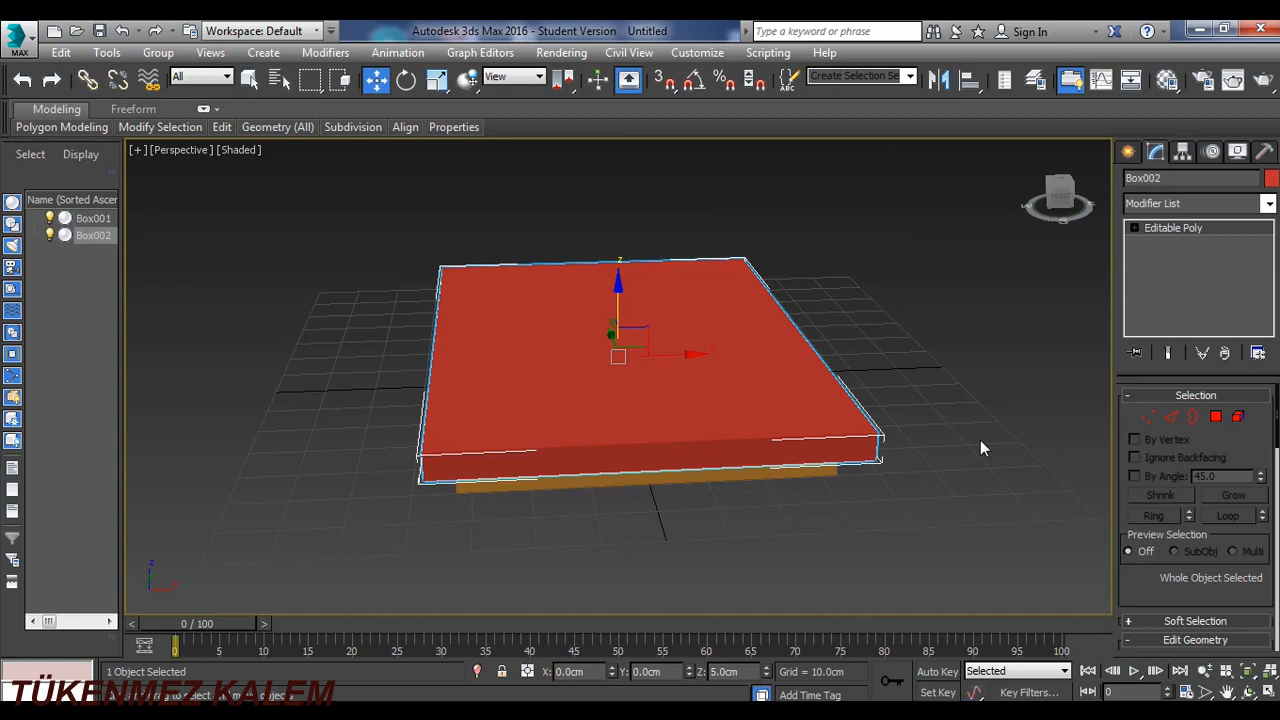 MAX
Workspace: Default
Autodesk 3ds Max 2016 - Student Version    Untitled
Type a keyword or phrase
Sign In
Edit Tools Group Views Create Modifiers Animation Graph Editors Rendering Civil View Customize Scripting Help
All
View
3
%
ABC
Create Selection Se
Modeling Freeform
Polygon Modeling Modify Selection Edit Geometry (All) Subdivision Align Properties
Select Display
Name (Sorted Ascen
Box001
Box002
[+] [Perspective] [Shaded]
FRONT
z
z
Box002
Modifier List
Editable Poly
Selection
By Vertex
Ignore Backfacing
By Angle: 45.0
Shrink Grow
Ring Loop
Preview Selection
Off SubObj Multi
Whole Object Selected
Soft Selection
Edit Geometry
0 / 100
0 5 10 15 20 25 30 35 40 45 50 55 60 65 70 75 80 85 90 95 100
1 Object Selected
X: 0.0cm Y: 0.0cm Z: 5.0cm Grid = 10.0cm
Auto Key Selected
Add Time Tag
Set Key Key Filters... 0
TÜKENMEZ KALEM